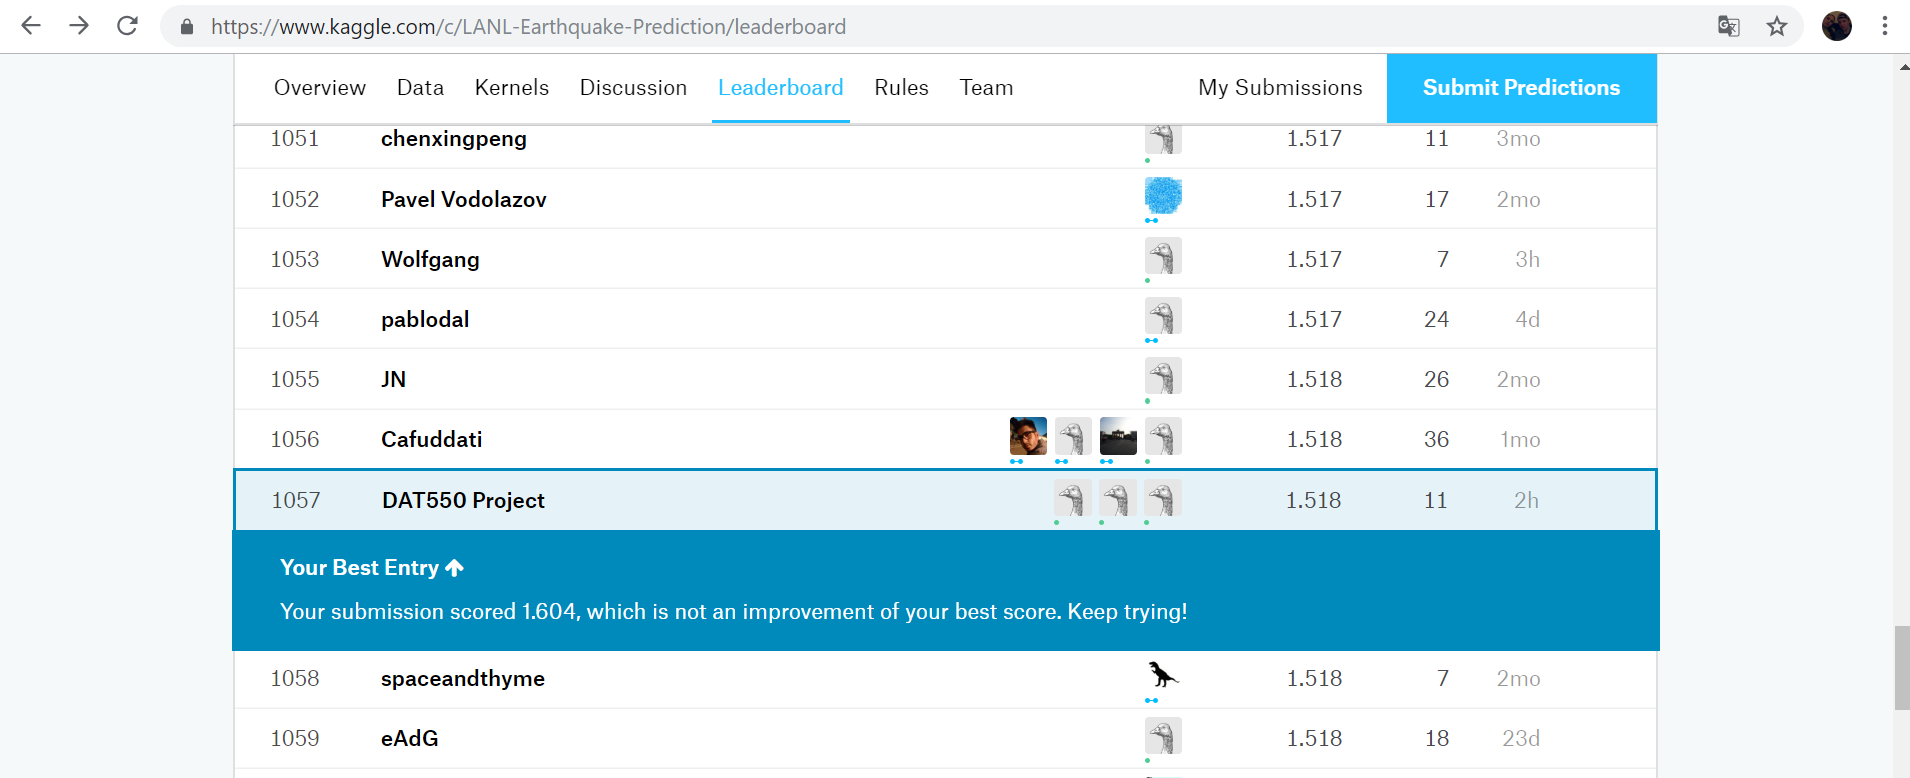 https://www.kaggle.com/c/LANL-Earthquake-Prediction/leaderboard
Overview Data Kernels Discussion Leaderboard Rules Team My Submissions Submit Predictions
1051 chenxingpeng 1.517 11 3mo
1052 Pavel Vodolazov 1.517 17 2mo
1053 Wolfgang 1.517 7 3h
1054 pablodal 1.517 24 4d
1055 JN 1.518 26 2mo
1056 Cafuddati 1.518 36 1mo
1057 DAT550 Project 1.518 11 2h
Your Best Entry
Your submission scored 1.604, which is not an improvement of your best score. Keep trying!
1058 spaceandthyme 1.518 7 2mo
1059 eAdG 1.518 18 23d